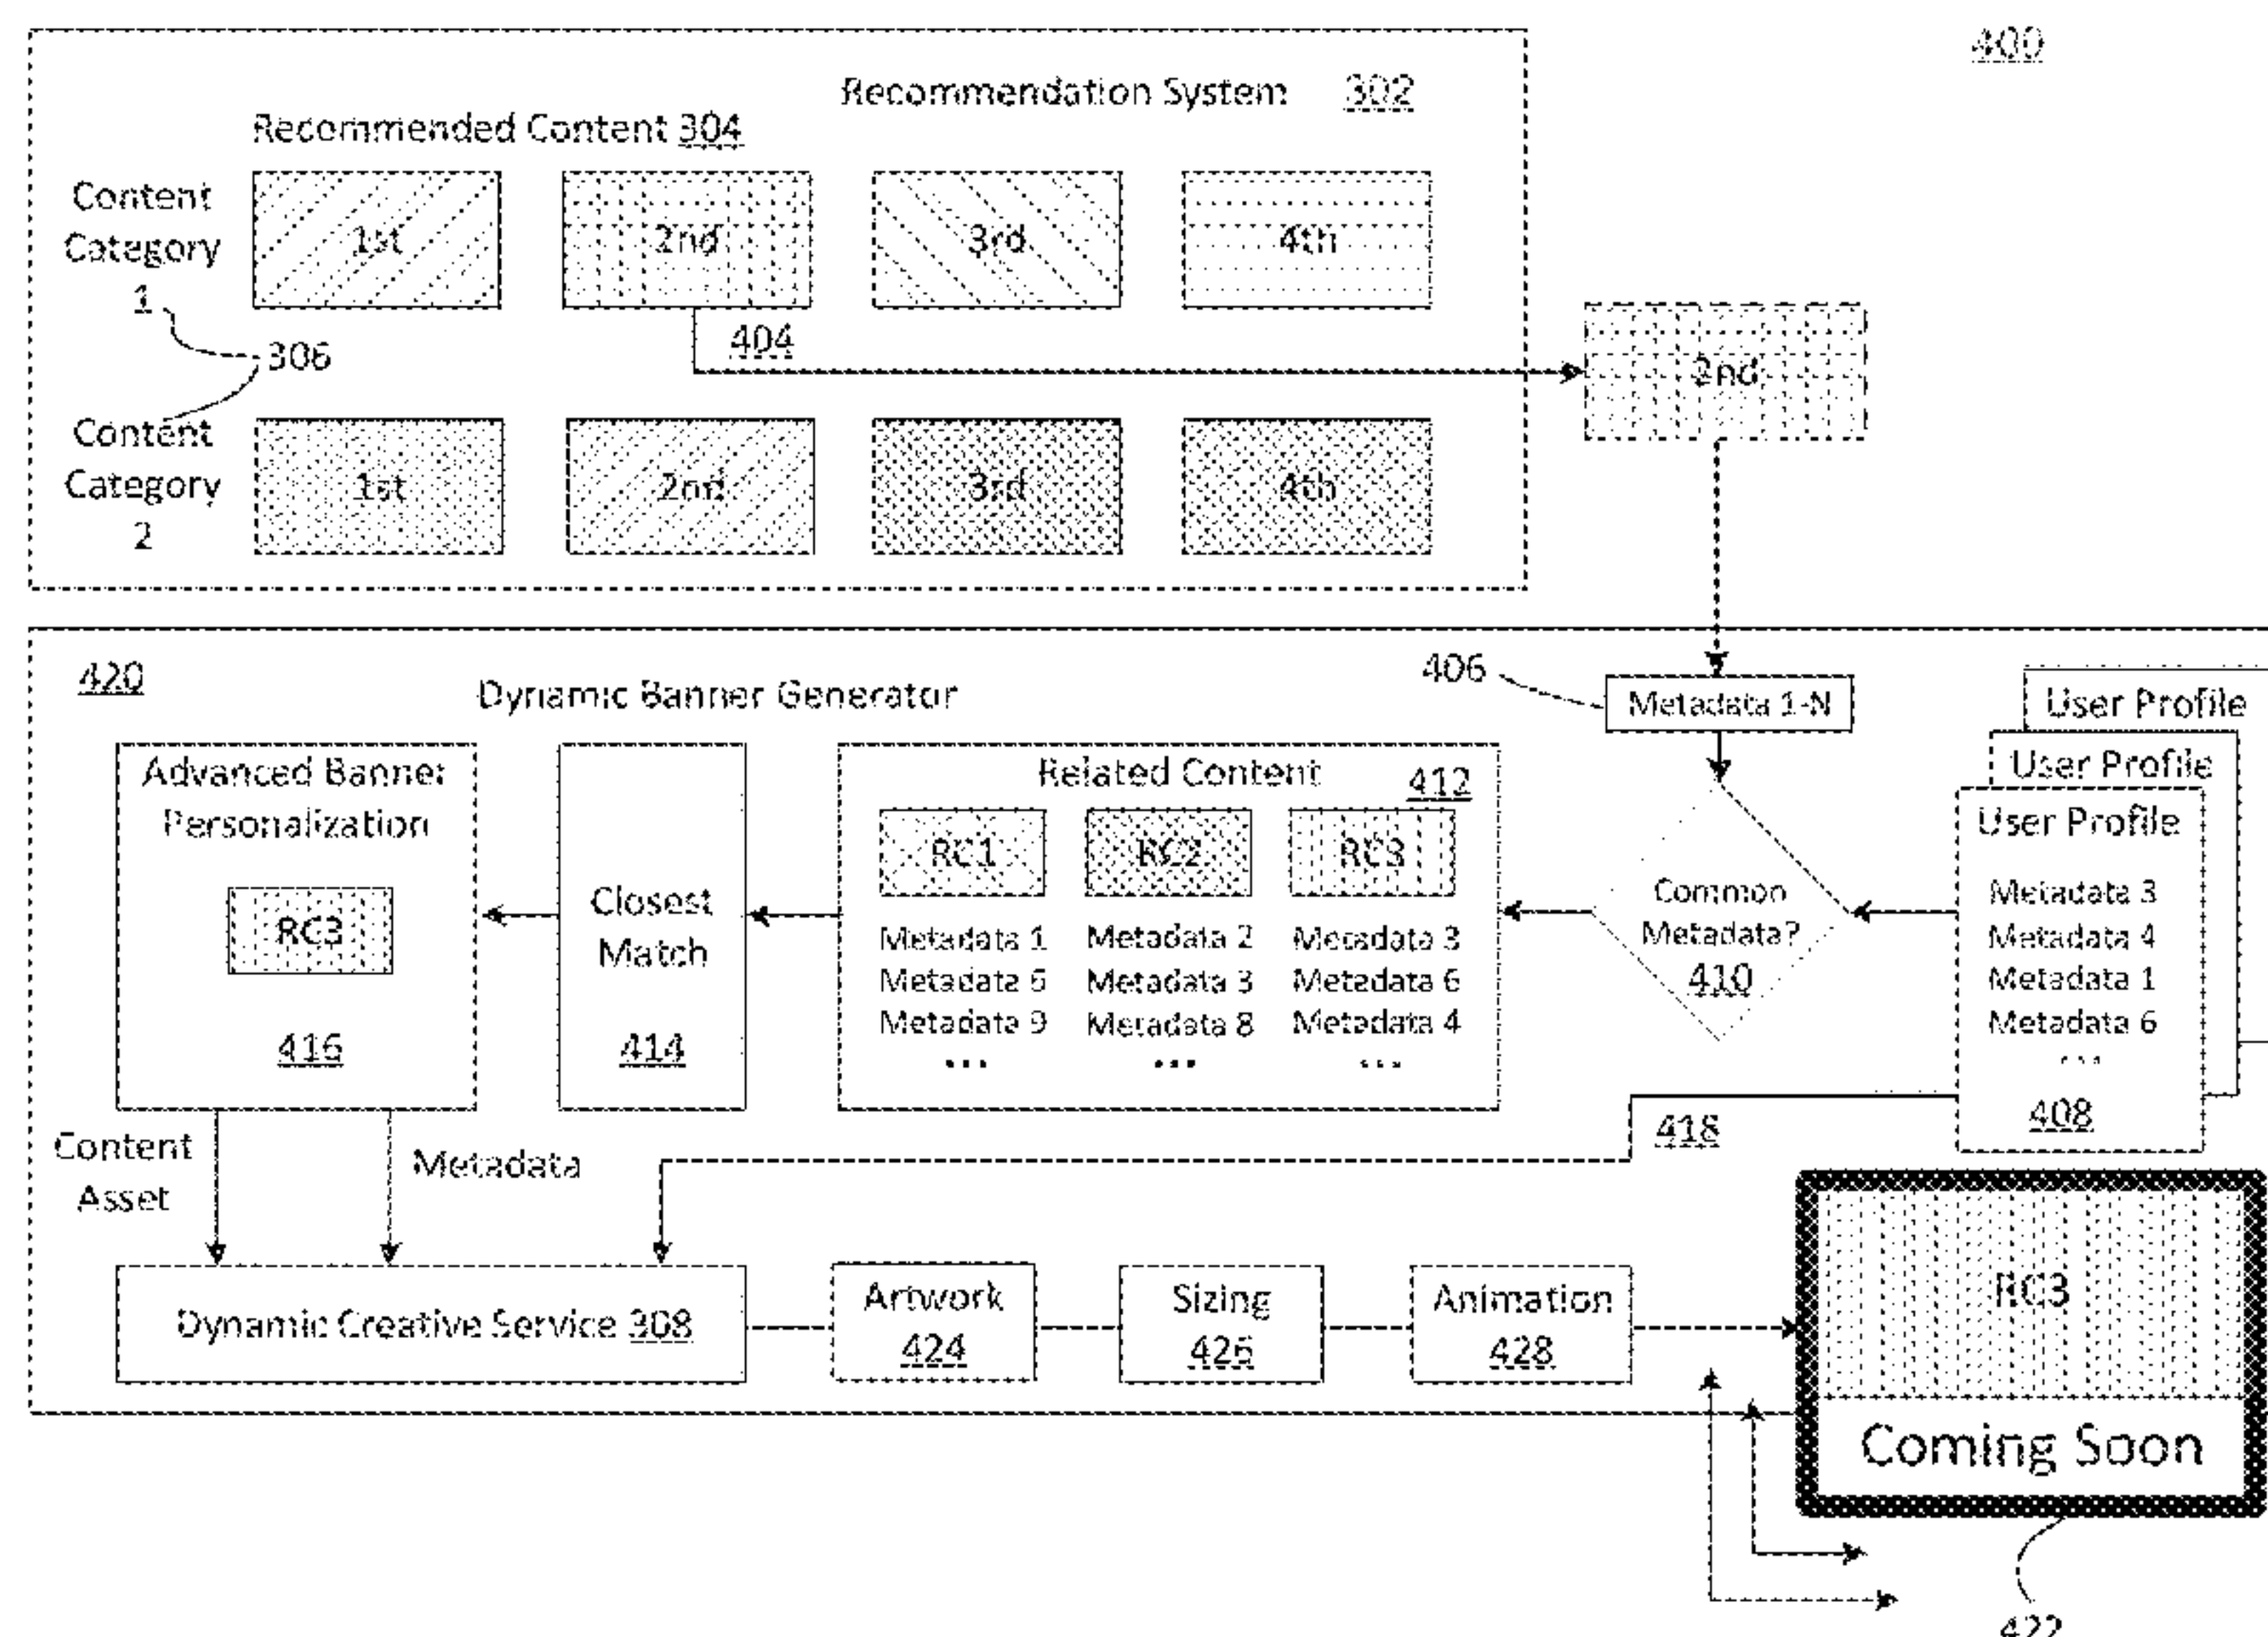 400
Recommendation System 302
Recommended Content 304
Content
Category
1
1st
2nd
3rd
4th
404
306
2nd
Content
Category
2
1st
2nd
3rd
4th
420
Dynamic Banner Generator
406
Metadata 1-N
User Profile
User Profile
User Profile
Metadata 3
Metadata 4
Metadata 1
Metadata 6
...
408
Common
Metadata?
410
Related Content
412
RC1
RC2
RC3
Metadata 1
Metadata 2
Metadata 3
Metadata 6
Metadata 3
Metadata 6
Metadata 9
Metadata 8
Metadata 4
...
...
...
Closest
Match
414
Advanced Banner
Personalization
RC3
416
Content
Asset
Metadata
418
Dynamic Creative Service 308
Artwork
424
Sizing
426
Animation
428
RC3
Coming Soon
422